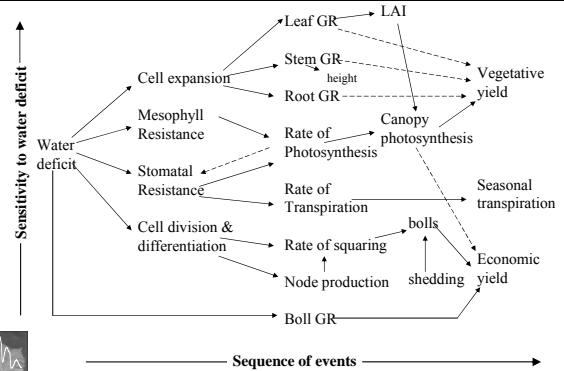 Sensitivity to water deficit
Water
deficit
Cell expansion
Mesophyll
Resistance
Stomatal
Resistance
Cell division &
differentiation
Leaf GR
Stem GR
height
Root GR
Rate of
Photosynthesis
Rate of
Transpiration
Rate of squaring
Node production
Boll GR
LAI
Canopy
photosynthesis
bolls
shedding
Vegetative
yield
Seasonal
transpiration
Economic
yield
Sequence of events